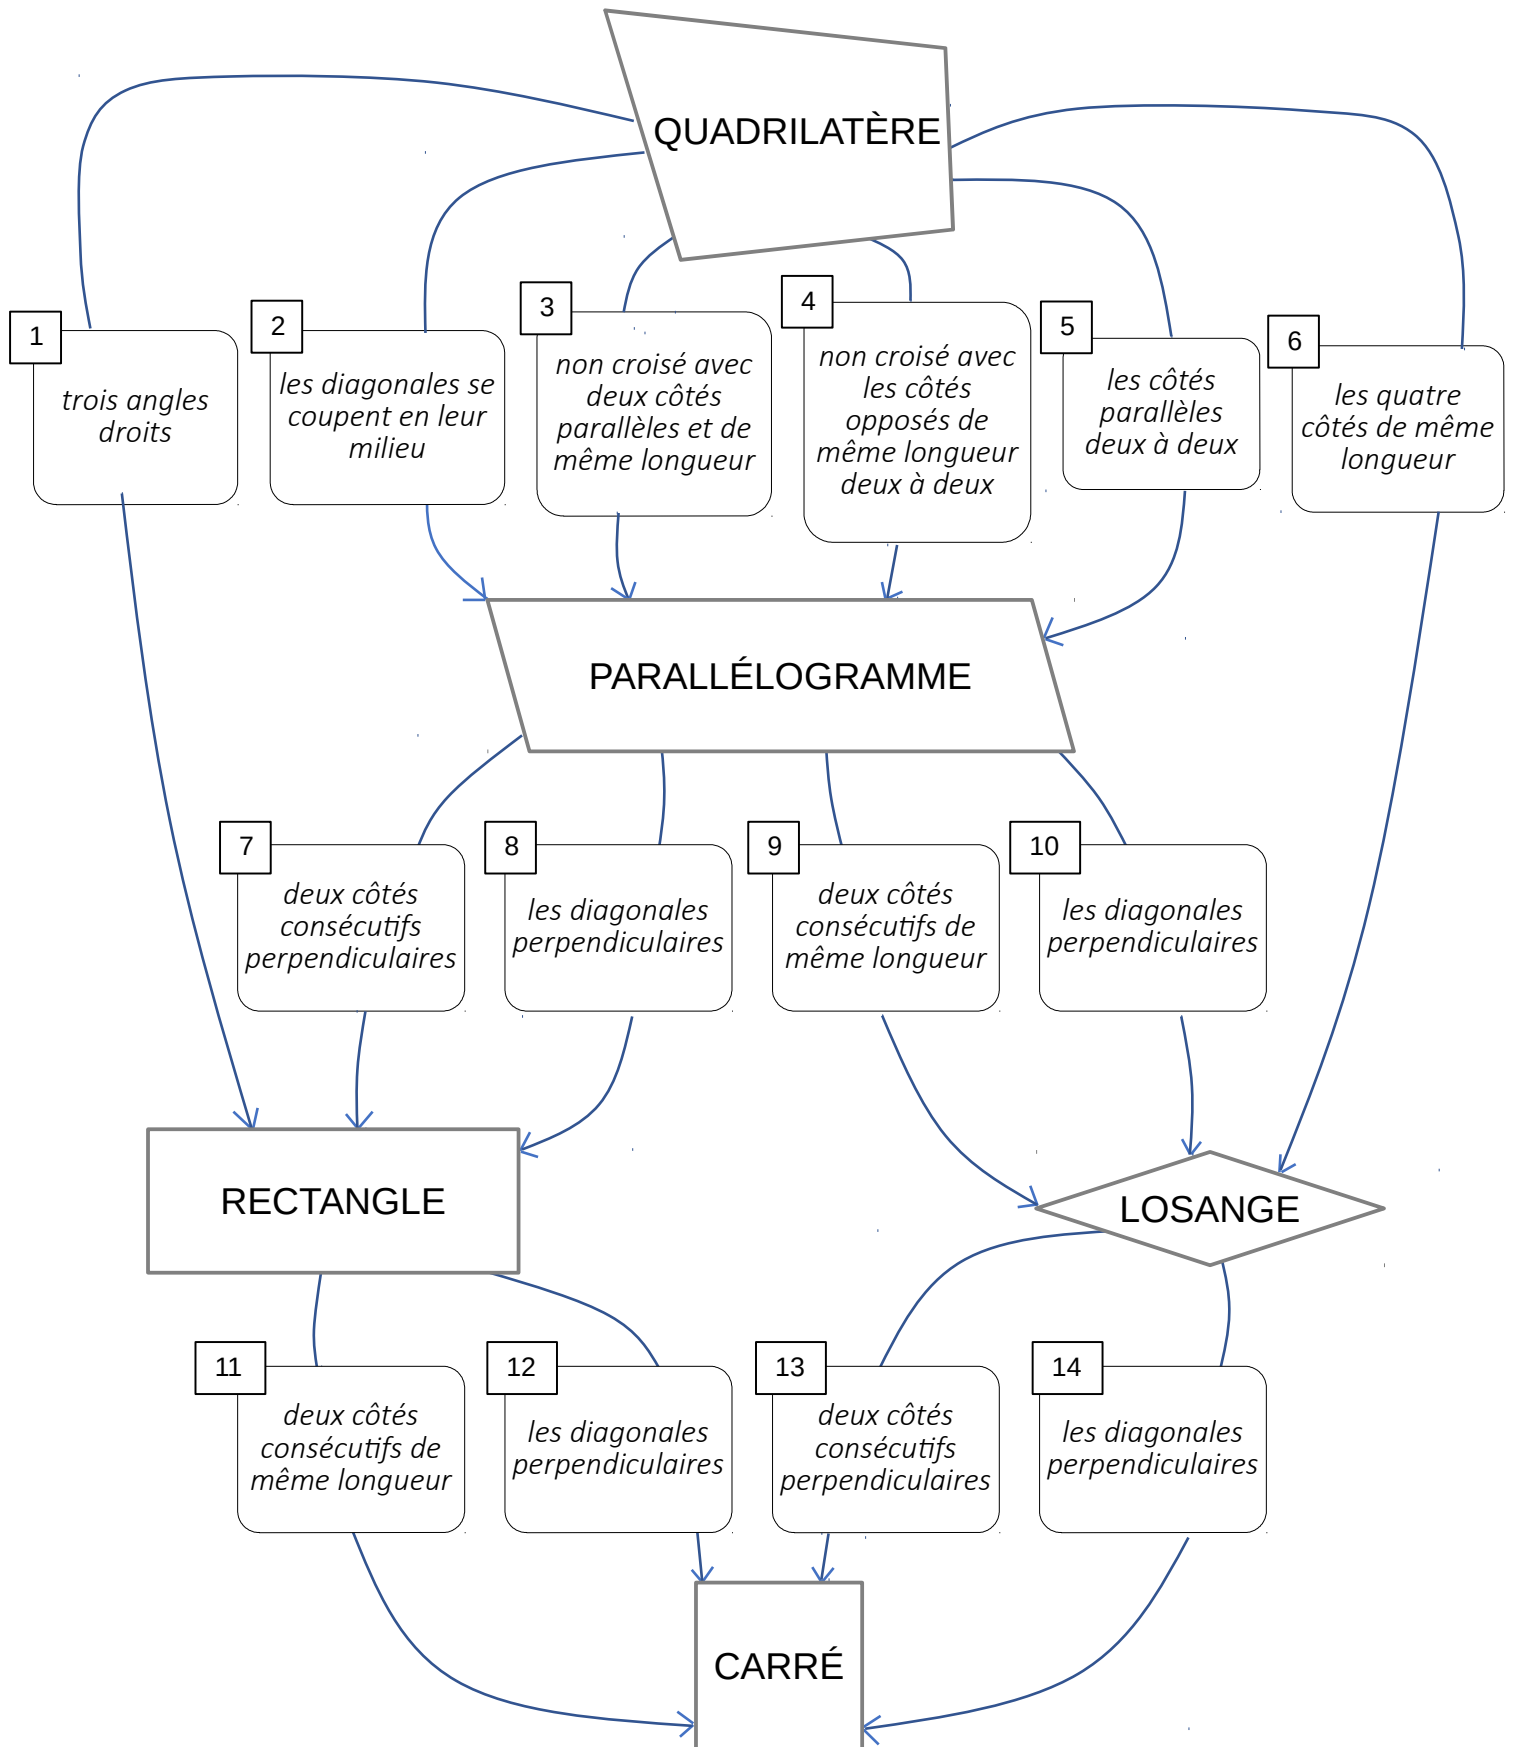 QUADRILATÈRE
1
trois angles
droits
2
les diagonales se
coupent en leur
milieu
3
non croisé avec
deux côtés
parallèles et de
même longueur
4
non croisé avec
les côtés
opposés de
même longueur
deux à deux
5
les côtés
parallèles
deux à deux
6
les quatre
côtés de même
longueur
PARALLÉLOGRAMME
7
deux côtés
consécutifs
perpendiculaires
8
les diagonales
perpendiculaires
9
deux côtés
consécutifs de
même longueur
10
les diagonales
perpendiculaires
RECTANGLE
LOSANGE
11
deux côtés
consécutifs de
même longueur
12
les diagonales
perpendiculaires
13
deux côtés
consécutifs
perpendiculaires
14
les diagonales
perpendiculaires
CARRÉ